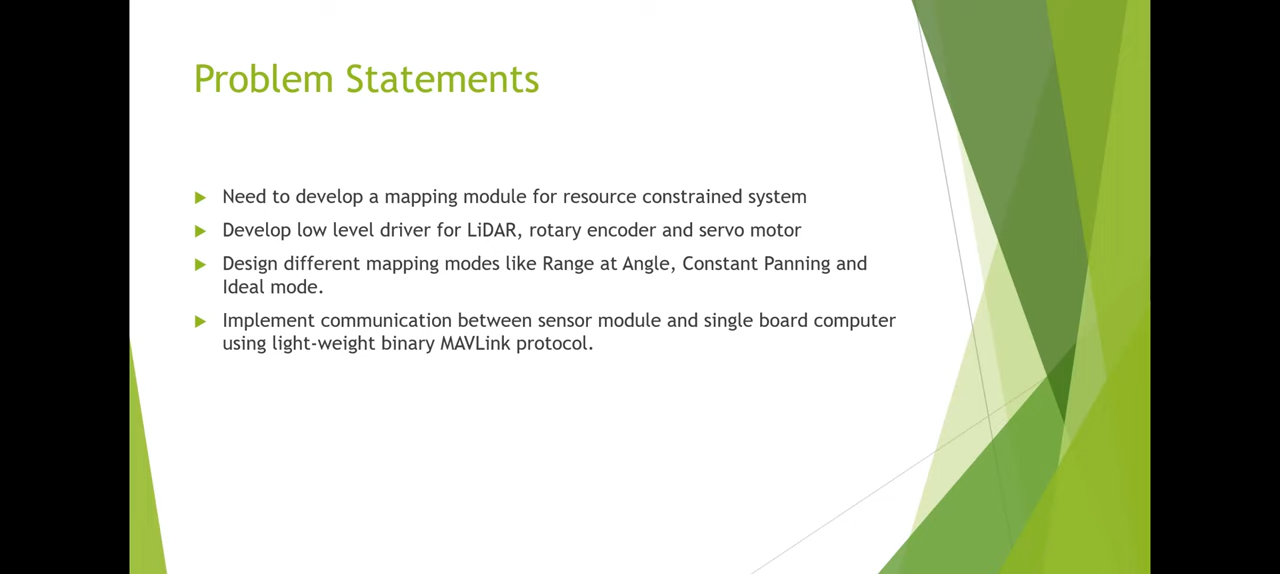 Problem Statements
Need to develop a mapping module for resource constrained system
Develop low level driver for LiDAR, rotary encoder and servo motor
Design different mapping modes like Range at Angle, Constant Panning and
Ideal mode.
Implement communication between sensor module and single board computer
using light-weight binary MAVLink protocol.